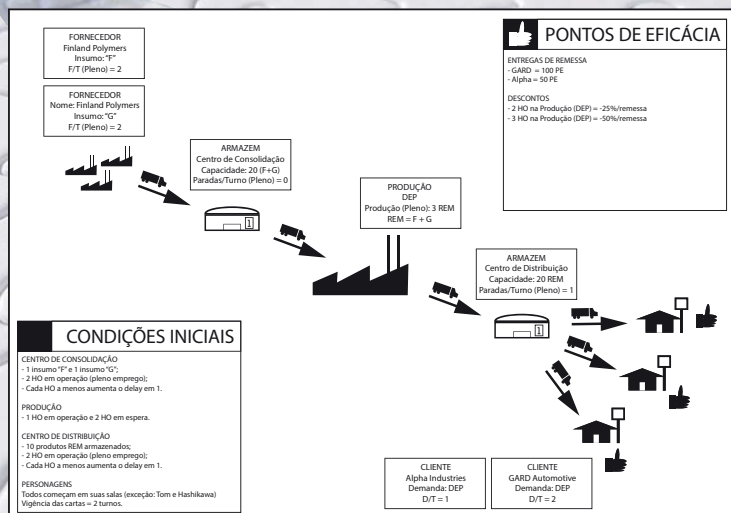 FORNECEDOR
Finland Polymers
Insumo: "F"
F/T (Pleno) = 2
FORNECEDOR
Nome: Finland Polymers
Insumo: "G"
F/T (Pleno) = 2
ARMAZEM
Centro de Consolidação
Capacidade: 20 (F+G)
Paradas/Turno (Pleno) = 0
1
PRODUÇÃO
DEP
Produção (Pleno): 3 REM
REM = F + G
ARMAZEM
Centro de Distribuição
Capacidade: 20 REM
Paradas/Turno (Pleno) = 1
1
PONTOS DE EFICÁCIA
ENTREGAS DE REMESSA
- GARD = 100 PE
- Alpha = 50 PE
DESCONTOS
- 2 HO na Produção (DEP) = -25%/remessa
- 3 HO na Produção (DEP) = -50%/remessa
CONDIÇÕES INICIAIS
CENTRO DE CONSOLIDAÇÃO
- 1 insumo "F" e 1 insumo "G";
- 2 HO em operação (pleno emprego);
- Cada HO a menos aumenta o delay em 1.
PRODUÇÃO
- 1 HO em operação e 2 HO em espera.
CENTRO DE DISTRIBUIÇÃO
- 10 produtos REM armazenados;
- 2 HO em operação (pleno emprego);
- Cada HO a menos aumenta o delay em 1.
PERSONAGENS
Todos começam em suas salas (exceção: Tom e Hashikawa)
Vigência das cartas = 2 turnos.
CLIENTE
Alpha Industries
Demanda: DEP
D/T = 1
CLIENTE
GARD Automotive
Demanda: DEP
D/T = 2